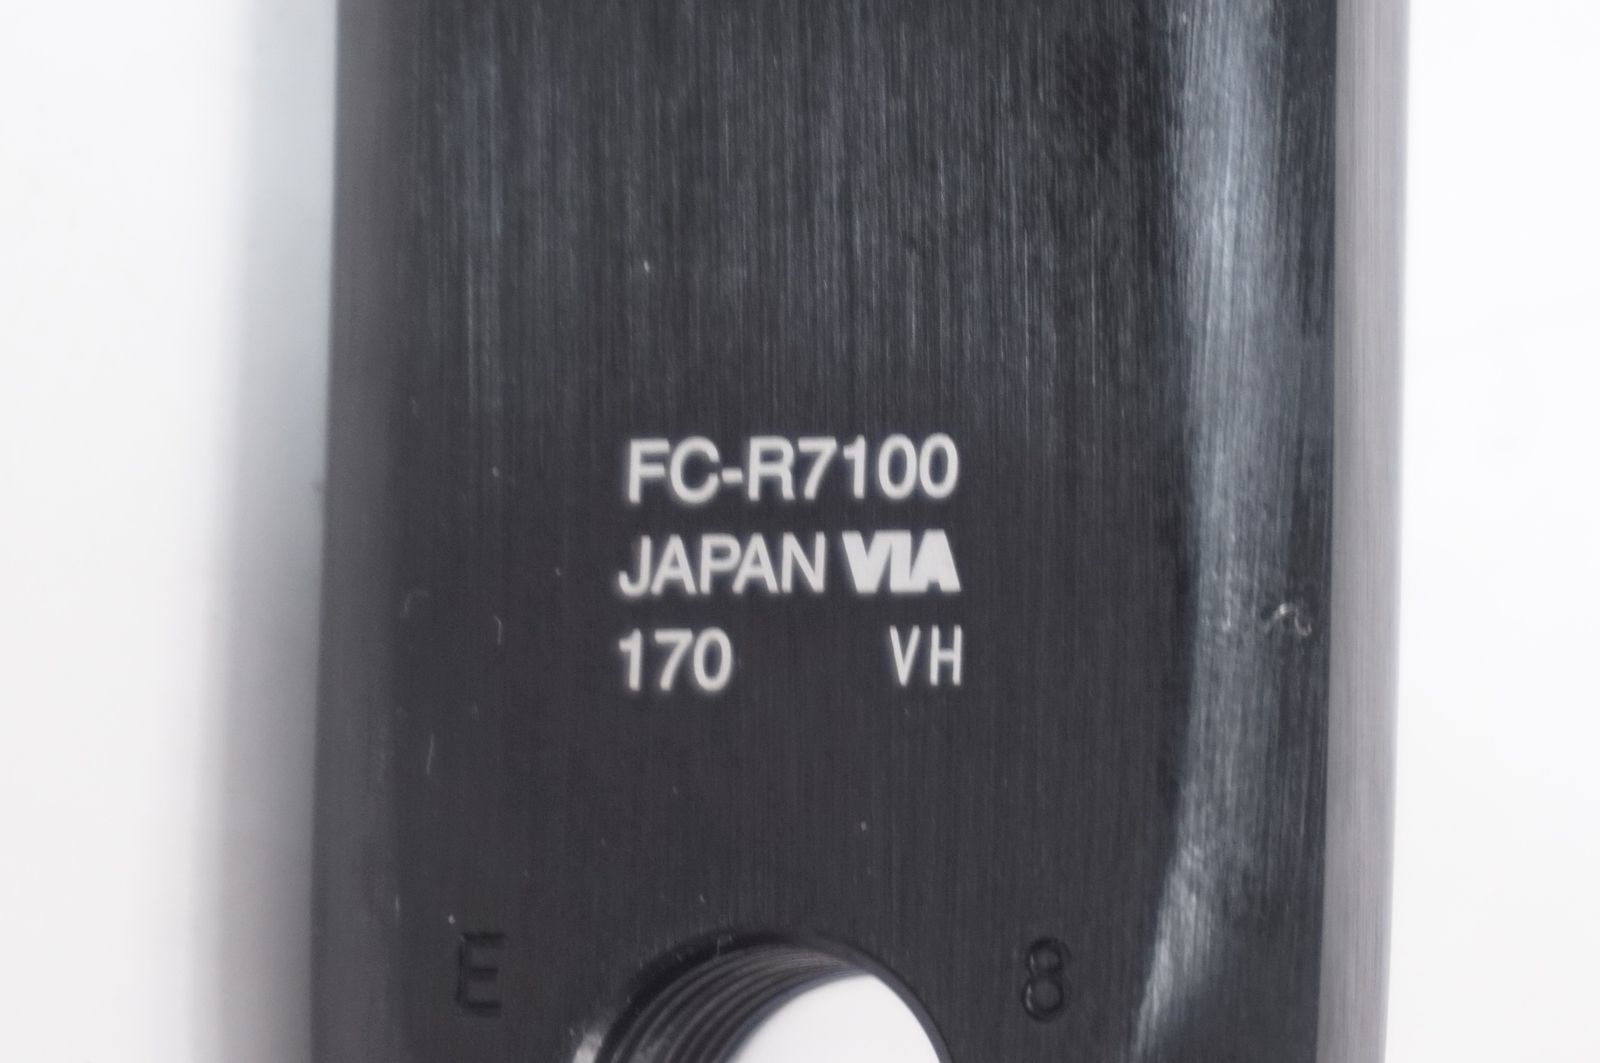 FC-R7100
JAPAN VIA
170 VH
E 8